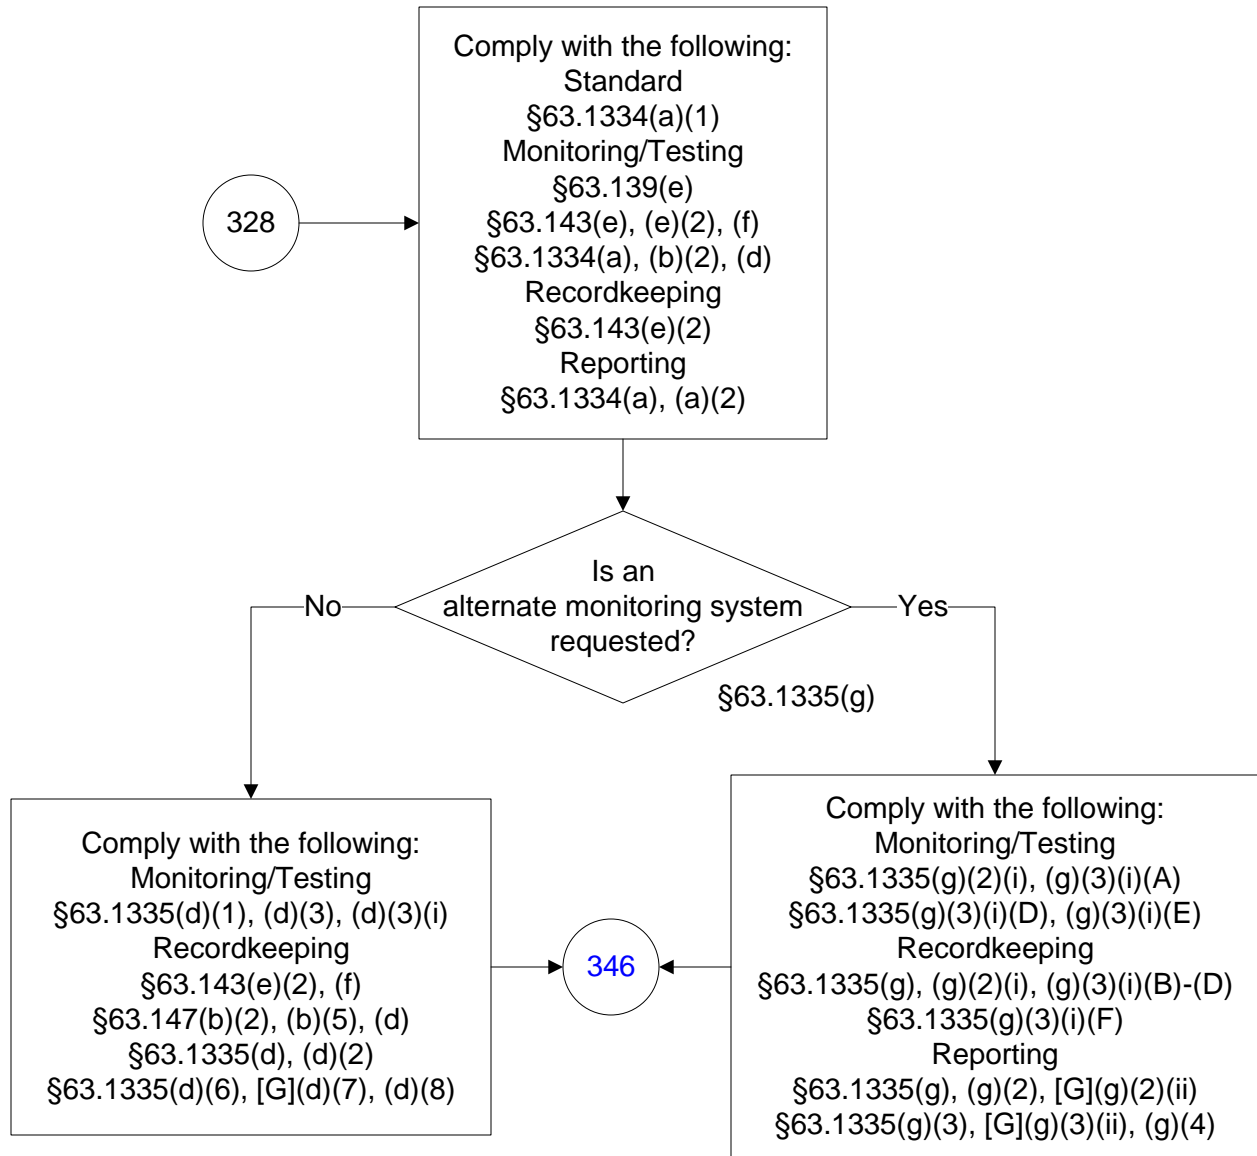 Comply with the following:
Standard
§63.1334(a)(1)
Monitoring/Testing
§63.139(e)
§63.143(e), (e)(2), (f)
§63.1334(a), (b)(2), (d)
Recordkeeping
§63.143(e)(2)
Reporting
§63.1334(a), (a)(2)
328
Is an
alternate monitoring system
requested?
No
Yes
§63.1335(g)
Comply with the following:
Monitoring/Testing
§63.1335(d)(1), (d)(3), (d)(3)(i)
Recordkeeping
§63.143(e)(2), (f)
§63.147(b)(2), (b)(5), (d)
§63.1335(d), (d)(2)
§63.1335(d)(6), [G](d)(7), (d)(8)
346
Comply with the following:
Monitoring/Testing
§63.1335(g)(2)(i), (g)(3)(i)(A)
§63.1335(g)(3)(i)(D), (g)(3)(i)(E)
Recordkeeping
§63.1335(g), (g)(2)(i), (g)(3)(i)(B)-(D)
§63.1335(g)(3)(i)(F)
Reporting
§63.1335(g), (g)(2), [G](g)(2)(ii)
§63.1335(g)(3), [G](g)(3)(ii), (g)(4)